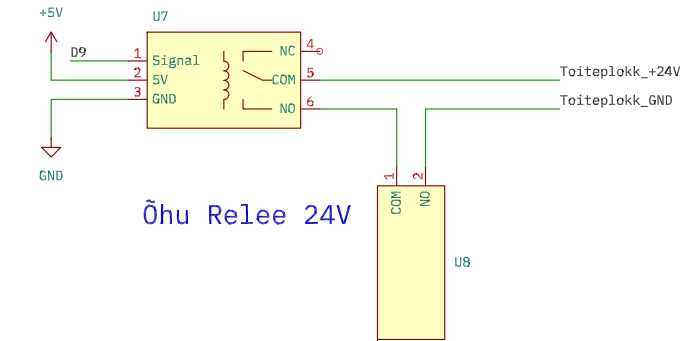 +5V
U7
D9
1
Signal
NC
4
2
5V
COM
5
Toiteplokk_+24V
3
GND
NO
6
Toiteplokk_GND
GND
1
2
COM
NO
Õhu Relee 24V
U8